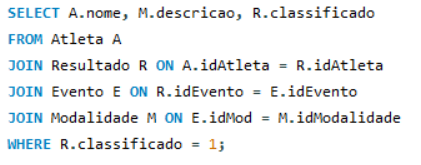 SELECT A.nome, M.descricao, R.classificado
FROM Atleta A
JOIN Resultado R ON A.idAtleta = R.idAtleta
JOIN Evento E ON R.idEvento = E.idEvento
JOIN Modalidade M ON E.idMod = M.idModalidade
WHERE R.classificado = 1;